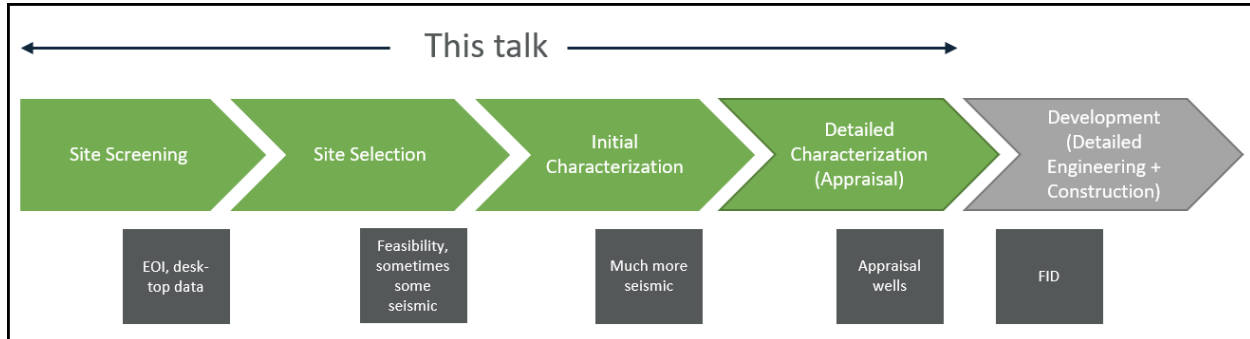 This talk
Site Screening
Site Selection
Initial
Characterization
Detailed
Characterization
(Appraisal)
Development
(Detailed
Engineering +
Construction)
EOI, desk-
top data
Feasibility,
sometimes
some
seismic
Much more
seismic
Appraisal
wells
FID